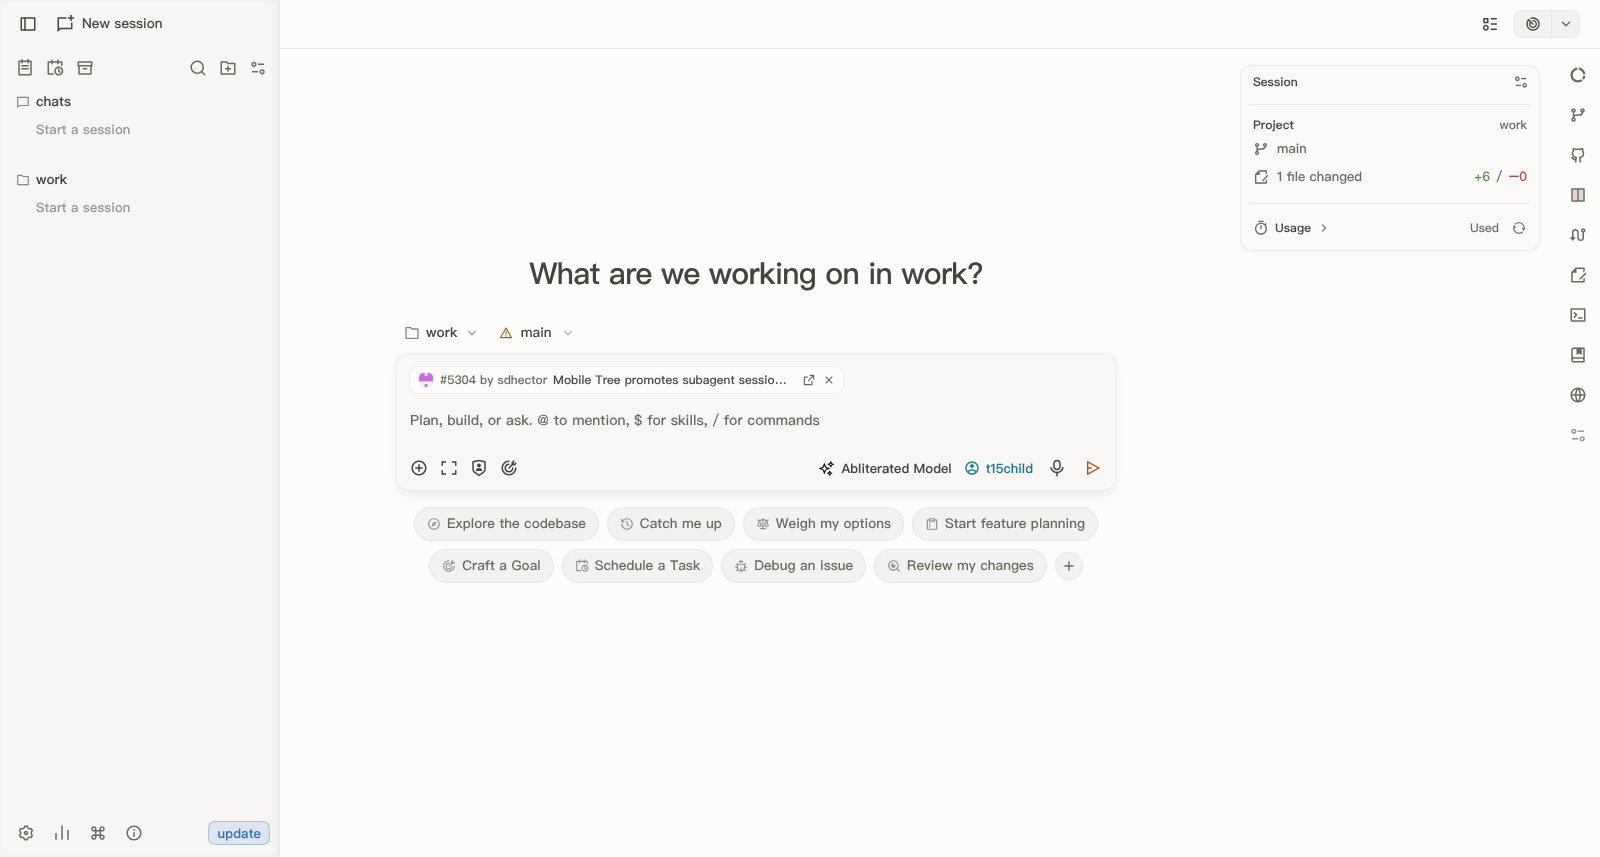 New session
chats
Start a session
work
Start a session
update
Session
Project work
main
1 file changed +6 / −0
Usage Used
What are we working on in work?
work main
#5304 by sdhector Mobile Tree promotes subagent sessio...
Plan, build, or ask. @ to mention, $ for skills, / for commands
Abliterated Model t15child
Explore the codebase Catch me up Weigh my options Start feature planning
Craft a Goal Schedule a Task Debug an issue Review my changes